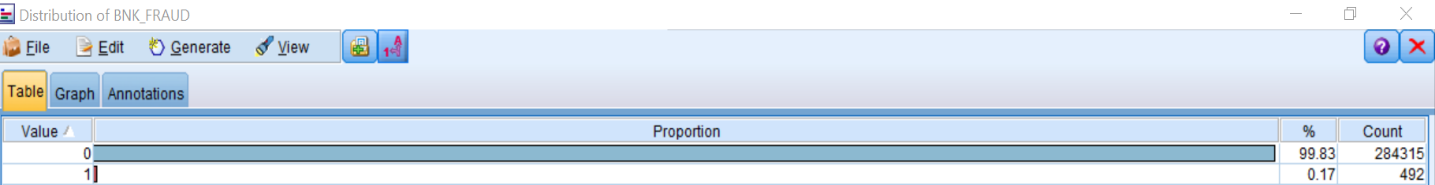 Distribution of BNK_FRAUD
File Edit Generate View
Table Graph Annotations
Value Proportion % Count
0 99.83 284315
1 0.17 492